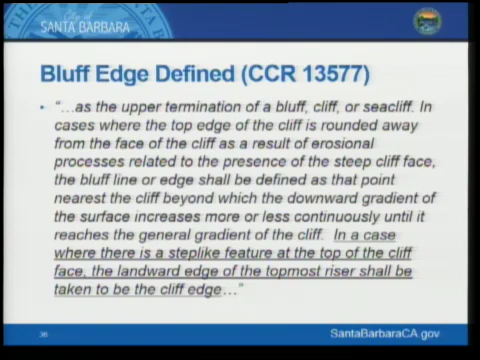 City of
SANTA BARBARA
Bluff Edge Defined (CCR 13577)
• "…as the upper termination of a bluff, cliff, or seacliff. In
cases where the top edge of the cliff is rounded away
from the face of the cliff as a result of erosional
processes related to the presence of the steep cliff face,
the bluff line or edge shall be defined as that point
nearest the cliff beyond which the downward gradient of
the surface increases more or less continuously until it
reaches the general gradient of the cliff. In a case
where there is a steplike feature at the top of the cliff
face, the landward edge of the topmost riser shall be
taken to be the cliff edge…"
SantaBarbaraCA.gov